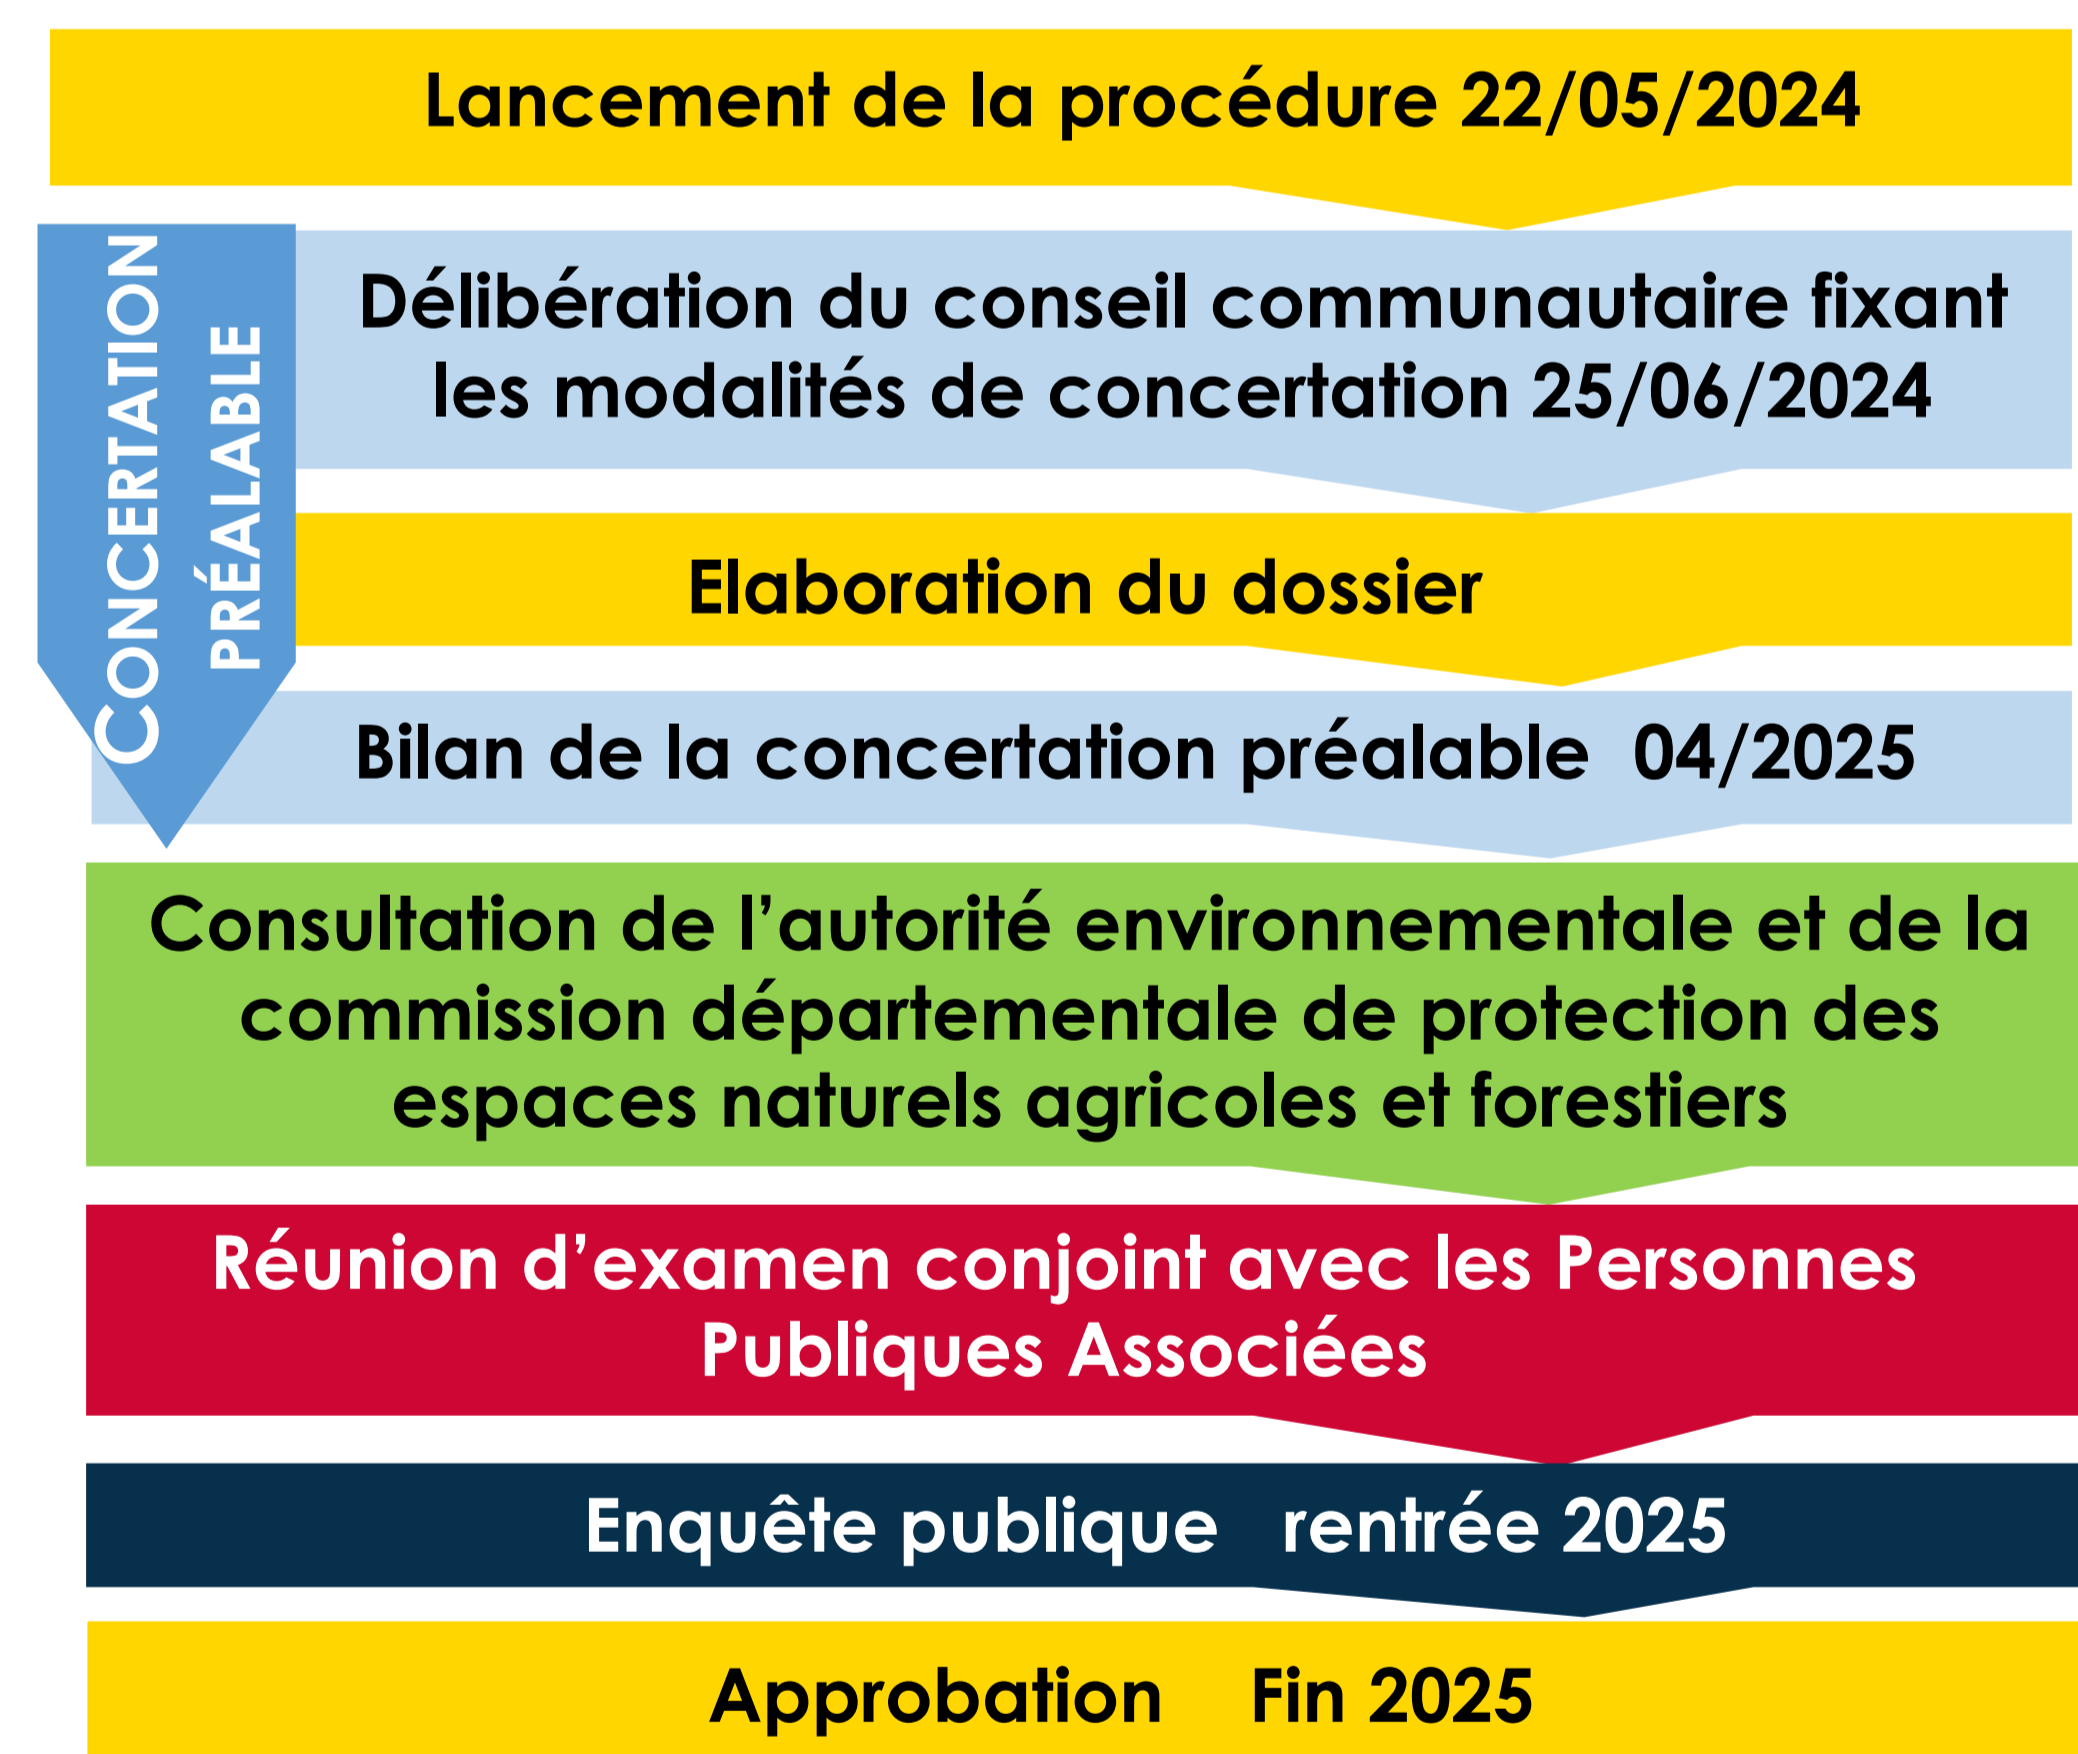 Lancement de la procédure 22/05/2024
CONCERTATION
PRÉALABLE
Délibération du conseil communautaire fixant
les modalités de concertation 25/06/2024
Elaboration du dossier
Bilan de la concertation préalable 04/2025
Consultation de l’autorité environnementale et de la
commission départementale de protection des
espaces naturels agricoles et forestiers
Réunion d’examen conjoint avec les Personnes
Publiques Associées
Enquête publique rentrée 2025
Approbation Fin 2025